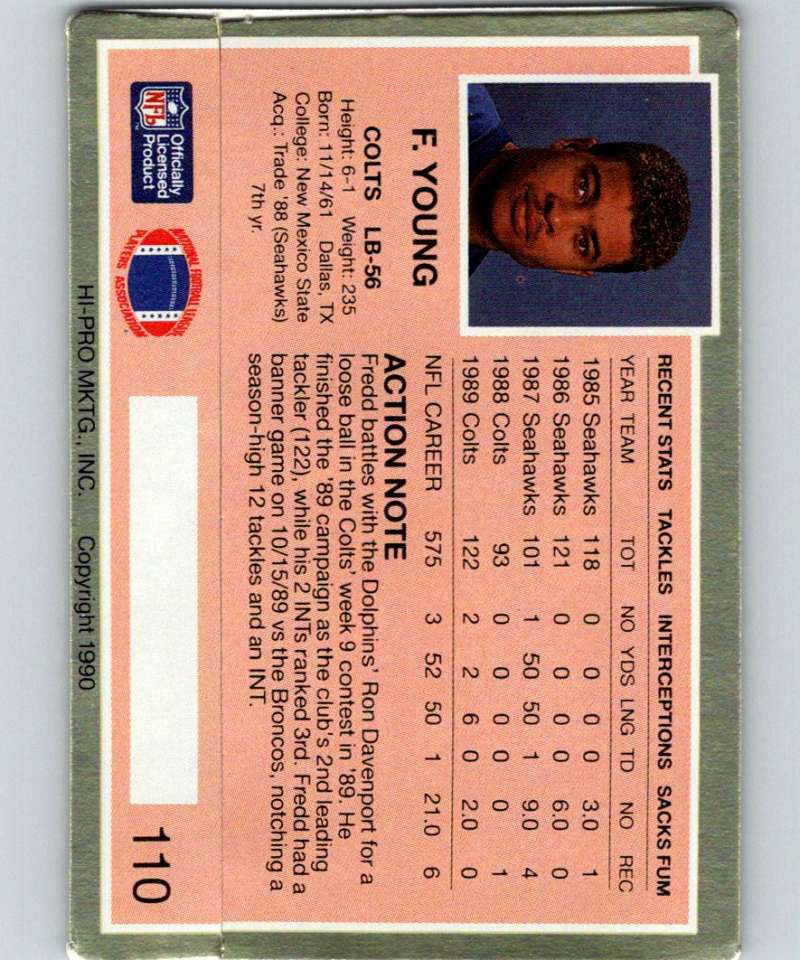 F. YOUNG
COLTS LB-56
Height: 6-1 Weight: 235
Born: 11/14/61 Dallas, TX
College: New Mexico State
Acq.: Trade '88 (Seahawks)
7th yr.
RECENT STATS TACKLES INTERCEPTIONS SACKS FUM
YEAR TEAM TOT NO YDS LNG TD NO REC
1985 Seahawks 118 0 0 0 0 3.0 1
1986 Seahawks 121 0 0 0 0 6.0 0
1987 Seahawks 101 1 50 50 1 9.0 4
1988 Colts 93 0 0 0 0 0 1
1989 Colts 122 2 2 6 0 2.0 0
NFL CAREER 575 3 52 50 1 21.0 6
ACTION NOTE
Fredd battles with the Dolphins' Ron Davenport for a
loose ball in the Colts' week 9 contest in '89. He
finished the '89 campaign as the club's 2nd leading
tackler (122), while his 2 INTs ranked 3rd. Fredd had a
banner game on 10/15/89 vs the Broncos, notching a
season-high 12 tackles and an INT.
NFL
Officially
Licensed
Product
NATIONAL FOOTBALL LEAGUE
PLAYERS ASSOCIATION
110
HI-PRO MKTG., INC. Copyright 1990